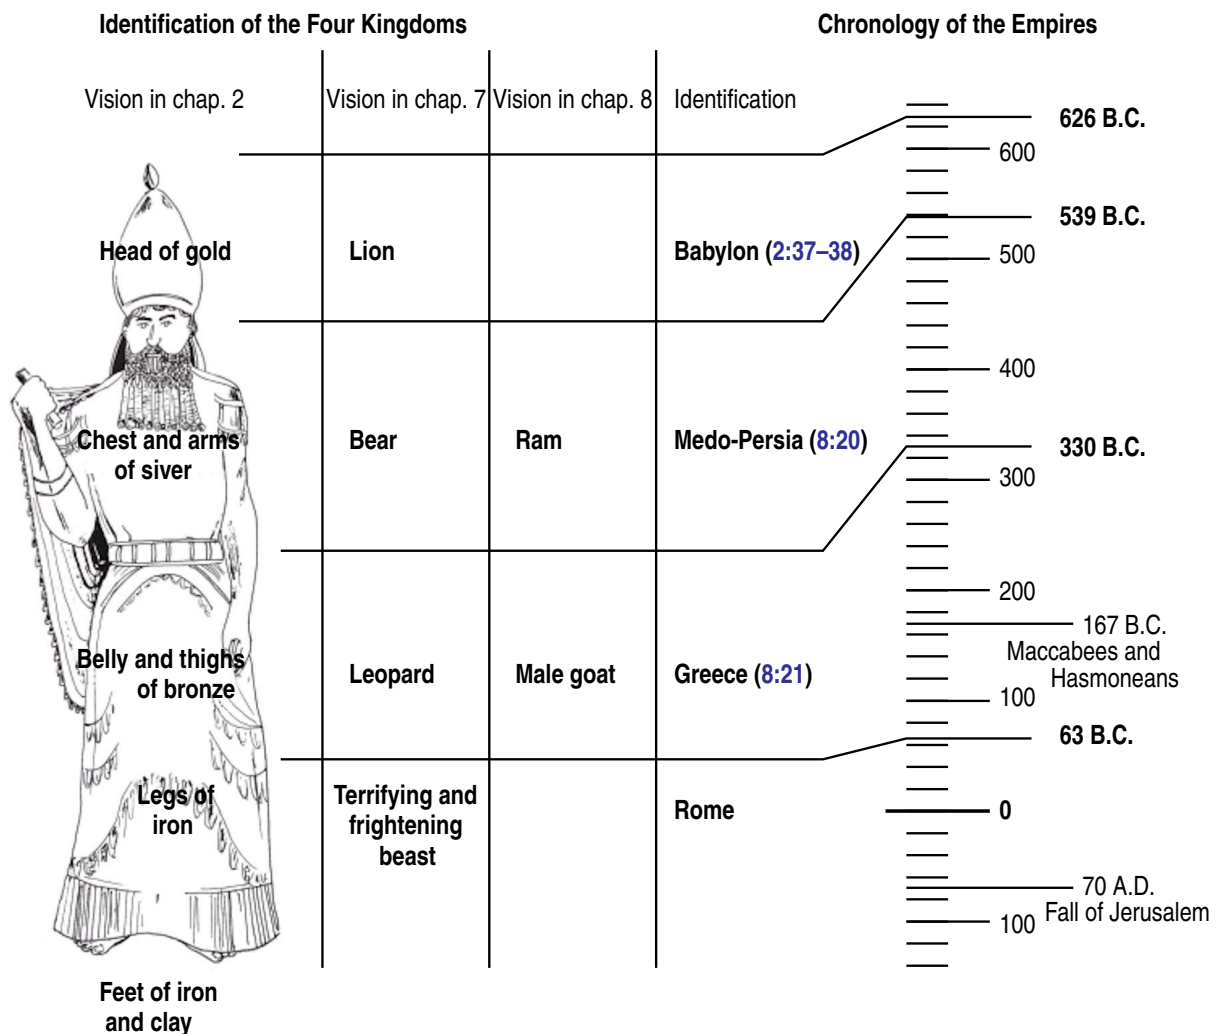 Identification of the Four Kingdoms
Chronology of the Empires
Vision in chap. 2
Vision in chap. 7
Vision in chap. 8
Identification
626 B.C.
600
539 B.C.
Head of gold
Lion
Babylon (2:37–38)
500
400
Chest and arms
of siver
Bear
Ram
Medo-Persia (8:20)
330 B.C.
300
200
167 B.C.
Maccabees and
Hasmoneans
Belly and thighs
of bronze
Leopard
Male goat
Greece (8:21)
100
63 B.C.
Legs of
iron
Terrifying and
frightening
beast
Rome
0
70 A.D.
Fall of Jerusalem
100
Feet of iron
and clay